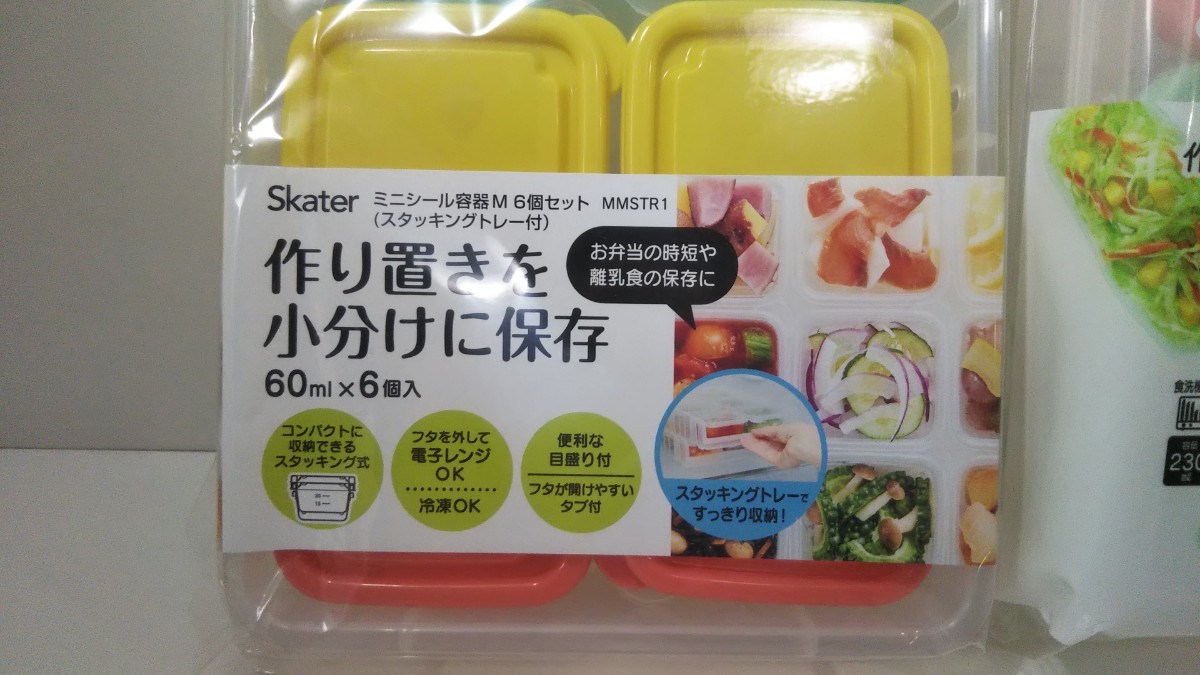 Skater ミニシール容器M 6個セット MMSTR1
(スタッキングトレー付)
作り置きを
小分けに保存
60ml×6個入
お弁当の時短や
離乳食の保存に
コンパクトに
収納できる
スタッキング式
フタを外して
電子レンジ
OK
冷凍OK
便利な
目盛り付
フタが開けやすい
タブ付
スタッキングトレーで
すっきり収納!
作
食洗機
230